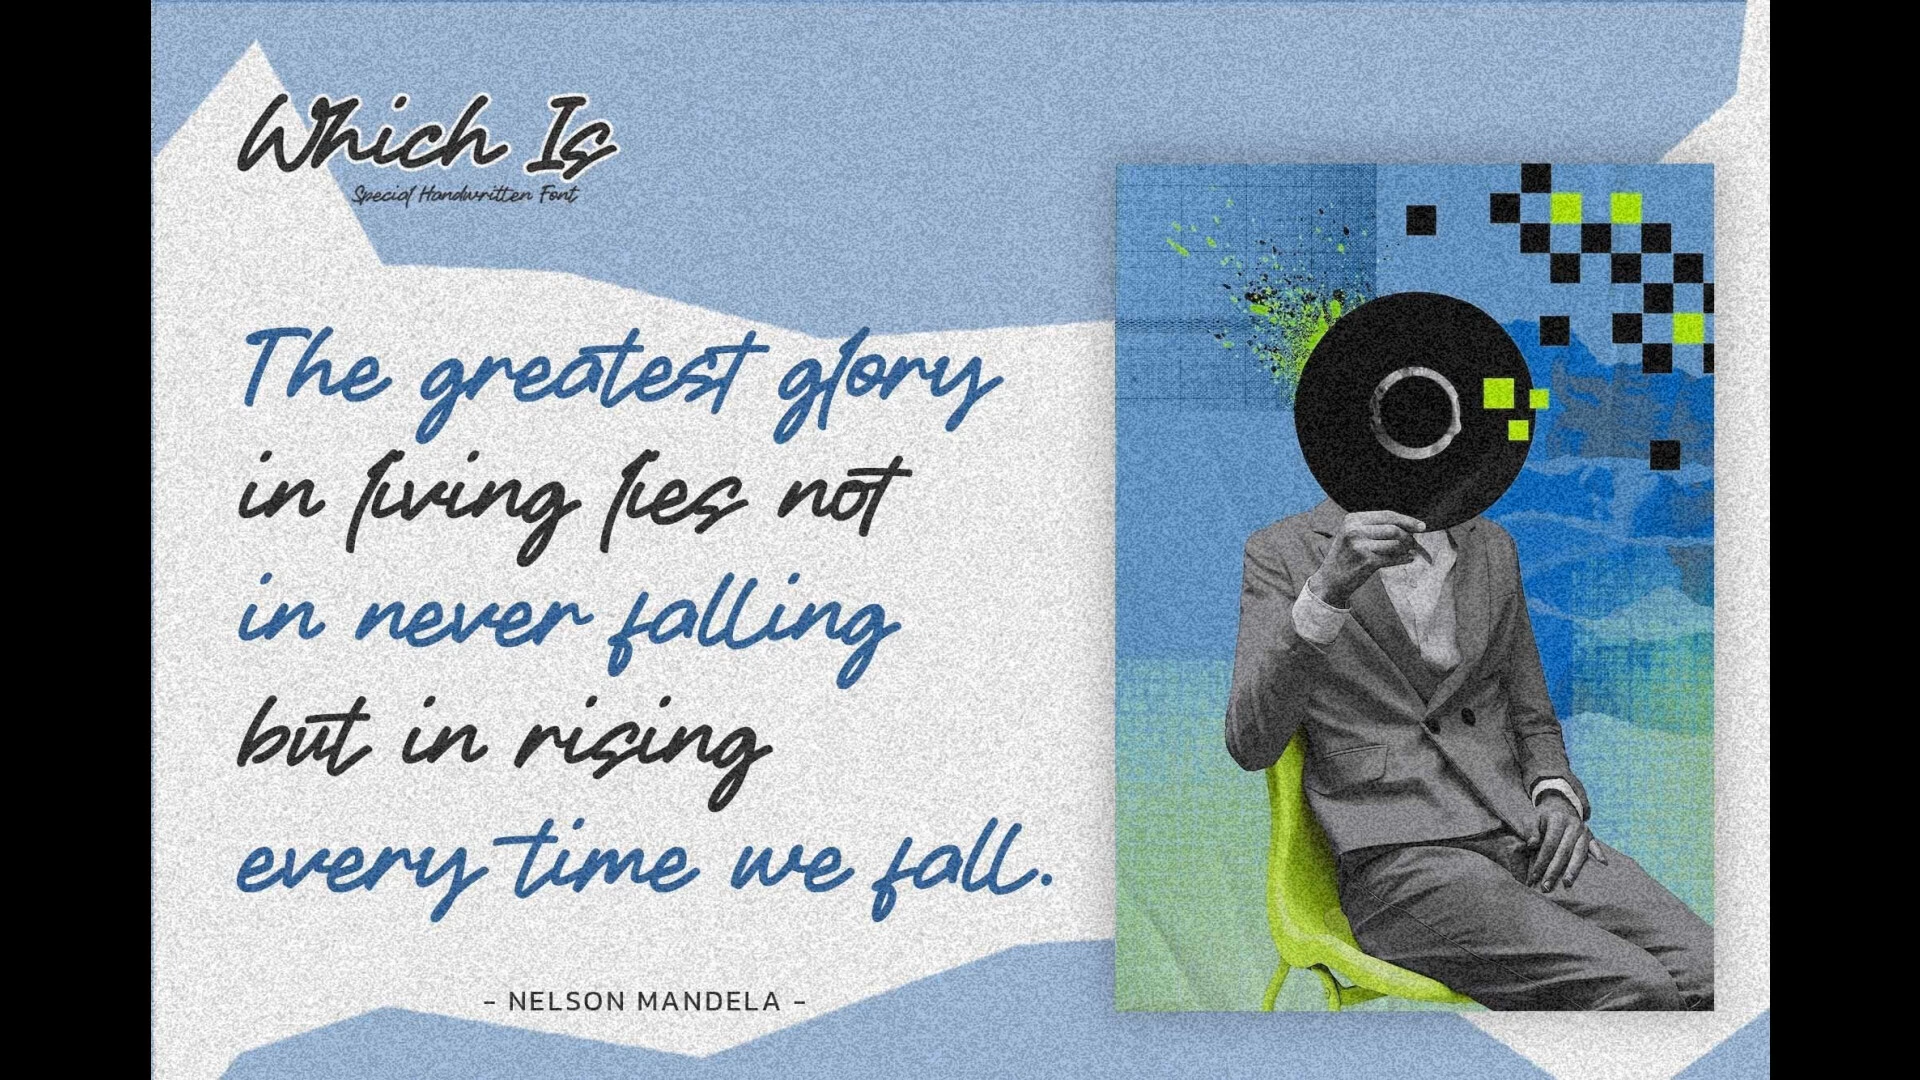 Which Is
Special Handwritten Font
The greatest glory
in living lies not
in never falling
but in rising
every time we fall.
- NELSON MANDELA -